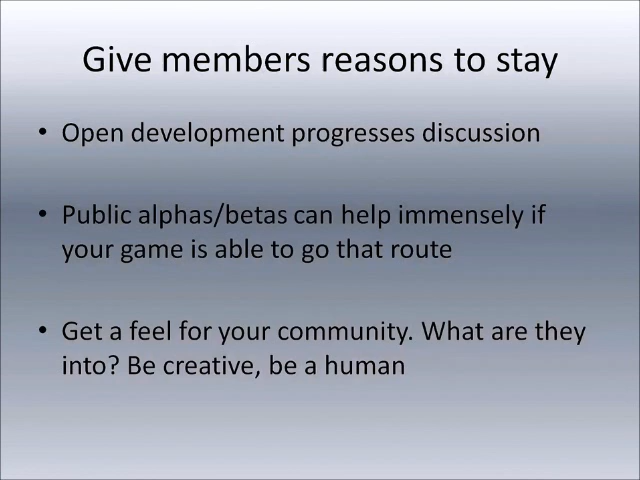 Give members reasons to stay
• Open development progresses discussion
• Public alphas/betas can help immensely if
your game is able to go that route
• Get a feel for your community. What are they
into? Be creative, be a human